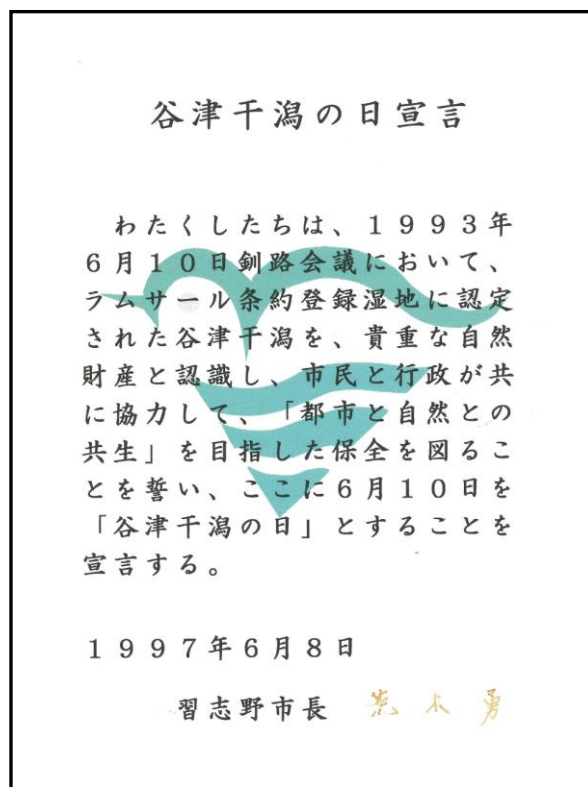 谷津干潟の日宣言
わたくしたちは、１９９３年
６月１０日釧路会議において、
ラムサール条約登録湿地に認定
された谷津干潟を、貴重な自然
財産と認識し、市民と行政が共
に協力して、「都市と自然との
共生」を目指した保全を図るこ
とを誓い、ここに６月１０日を
「谷津干潟の日」とすることを
宣言する。
１９９７年６月８日
習志野市長　荒木勇